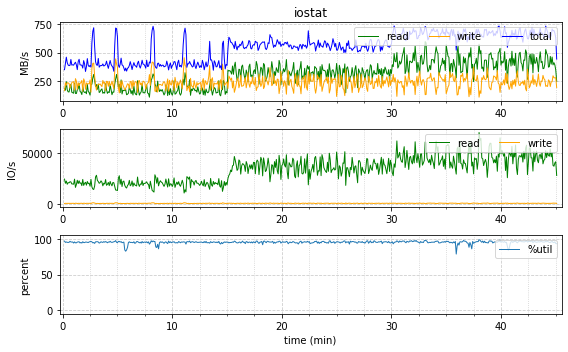 iostat
750
500
250
MB/s
read write total
0 10 20 30 40
50000
0
IO/s
read write
0 10 20 30 40
100
50
0
percent
%util
0 10 20 30 40
time (min)